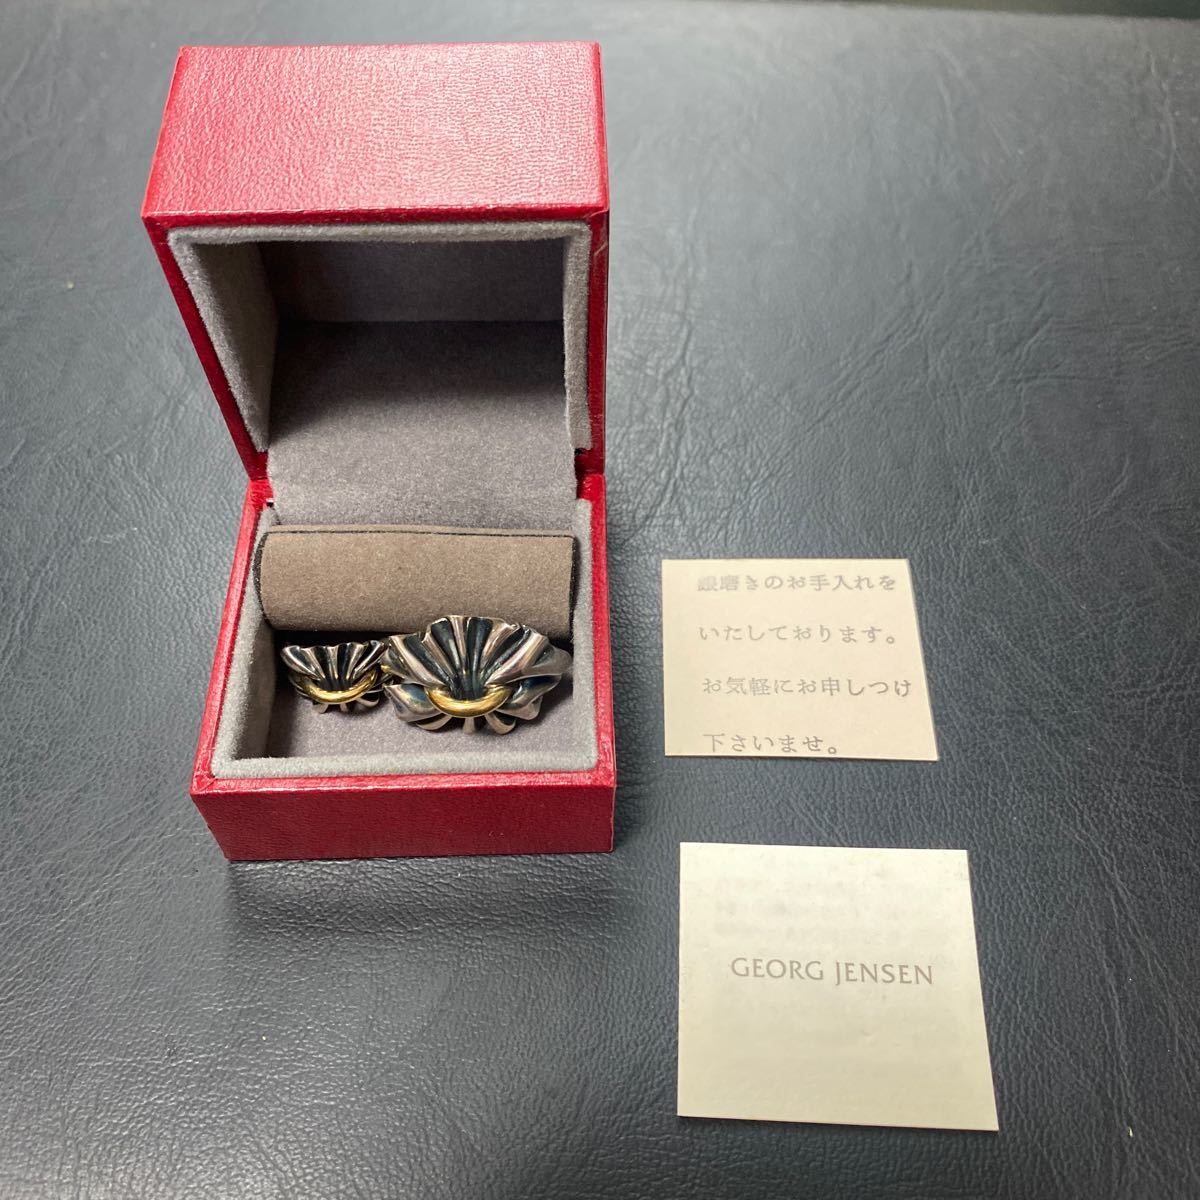 銀磨きのお手入れを
いたしております。
お気軽にお申しつけ
下さいませ。
GEORG JENSEN